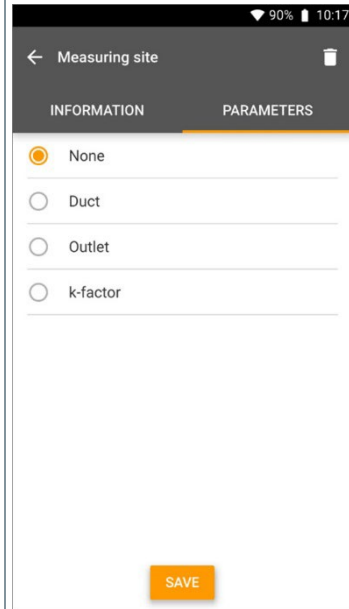 90% 10:17
Measuring site
INFORMATION PARAMETERS
None
Duct
Outlet
k-factor
SAVE